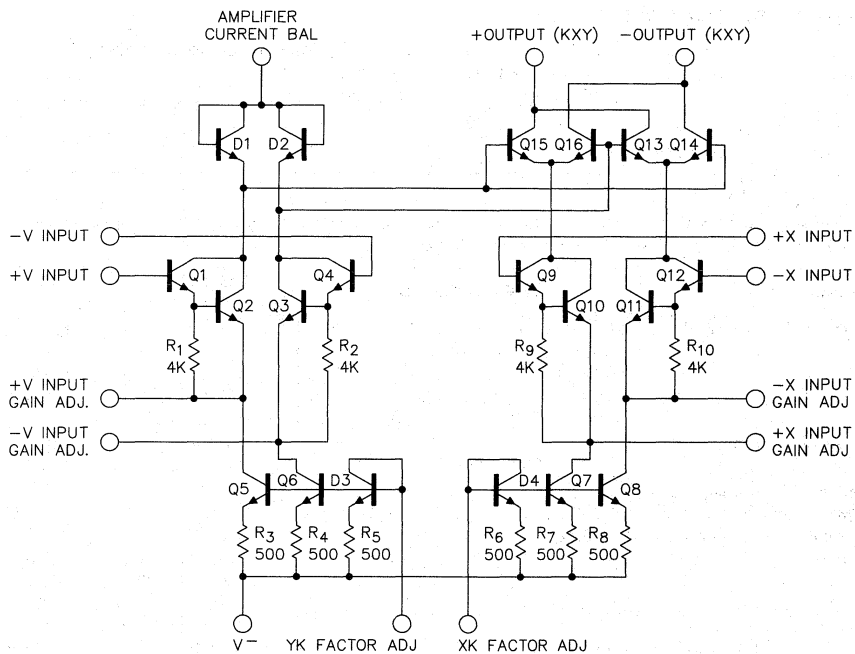 AMPLIFIER
CURRENT BAL
+OUTPUT (KXY)
−OUTPUT (KXY)
D1
D2
Q15
Q16
Q13
Q14
−V INPUT
+V INPUT
Q1
Q2
Q3
Q4
Q9
Q10
Q11
Q12
+X INPUT
−X INPUT
R1
4K
R2
4K
R9
4K
R10
4K
+V INPUT
GAIN ADJ.
−V INPUT
GAIN ADJ.
−X INPUT
GAIN ADJ
+X INPUT
GAIN ADJ
Q5
Q6
D3
D4
Q7
Q8
R3
500
R4
500
R5
500
R6
500
R7
500
R8
500
V−
YK FACTOR ADJ
XK FACTOR ADJ